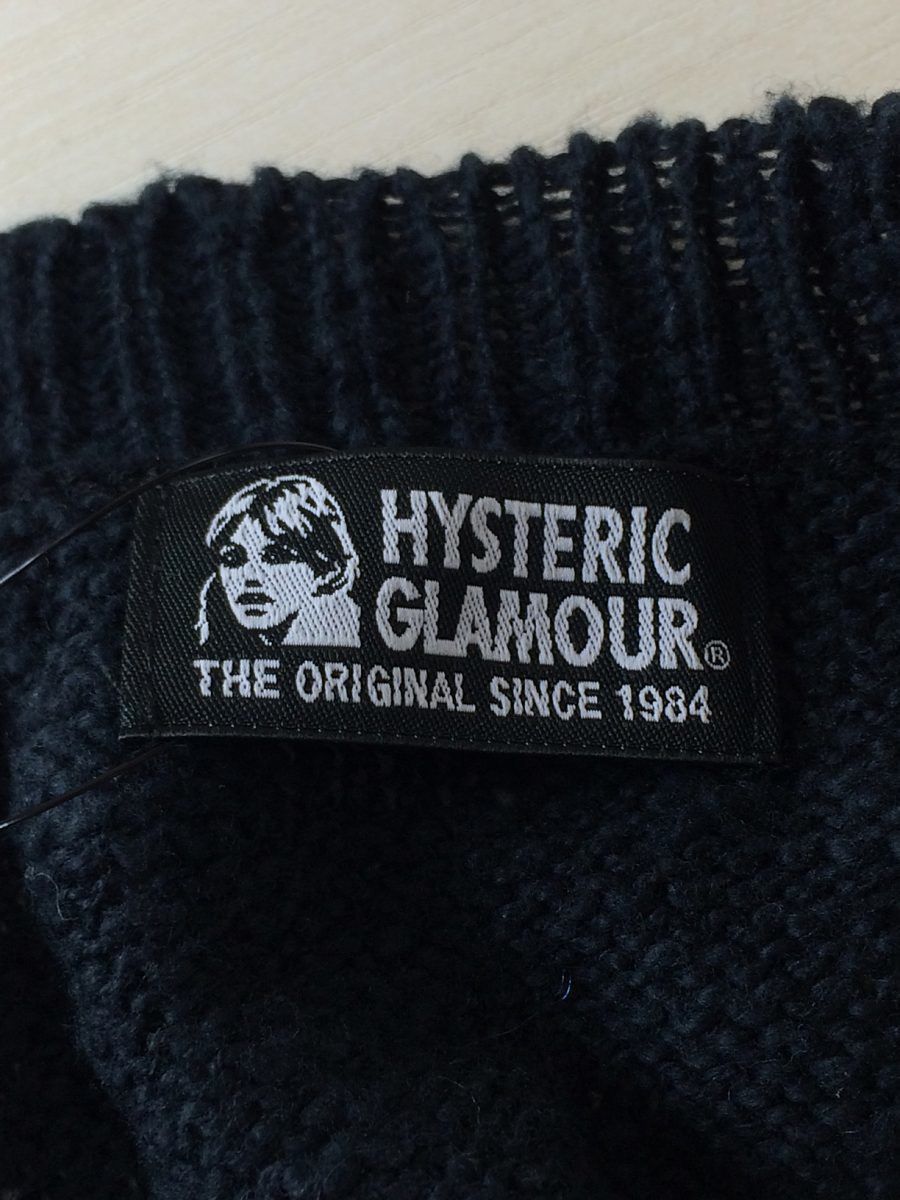 HYSTERIC
GLAMOUR®
THE ORIGINAL SINCE 1984